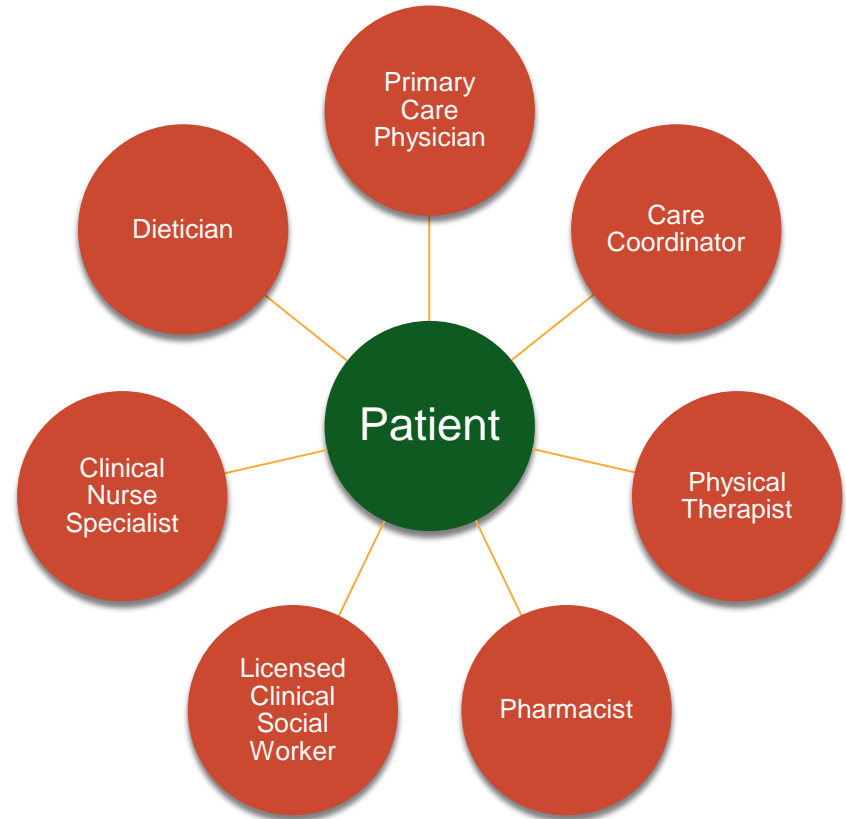 Primary
Care
Physician
Dietician
Care
Coordinator
Patient
Clinical
Nurse
Specialist
Physical
Therapist
Licensed
Clinical
Social
Worker
Pharmacist